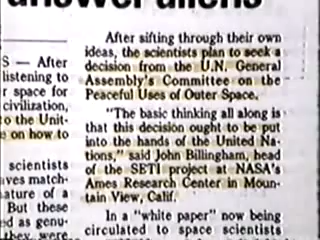 answer aliens
S — After
listening to
r space for
civilization,
to the Unit-
e on how to
scientists
aves match-
ature of a
But these
ed as genu-
they were
After sifting through their own
ideas, the scientists plan to seek a
decision from the U.N. General
Assembly's Committee on the
Peaceful Uses of Outer Space.
"The basic thinking all along is
that this decision ought to be put
into the hands of the United Na-
tions," said John Billingham, head
of the SETI project at NASA's
Ames Research Center in Moun-
tain View, Calif.
In a "white paper" now being
circulated to space scientists